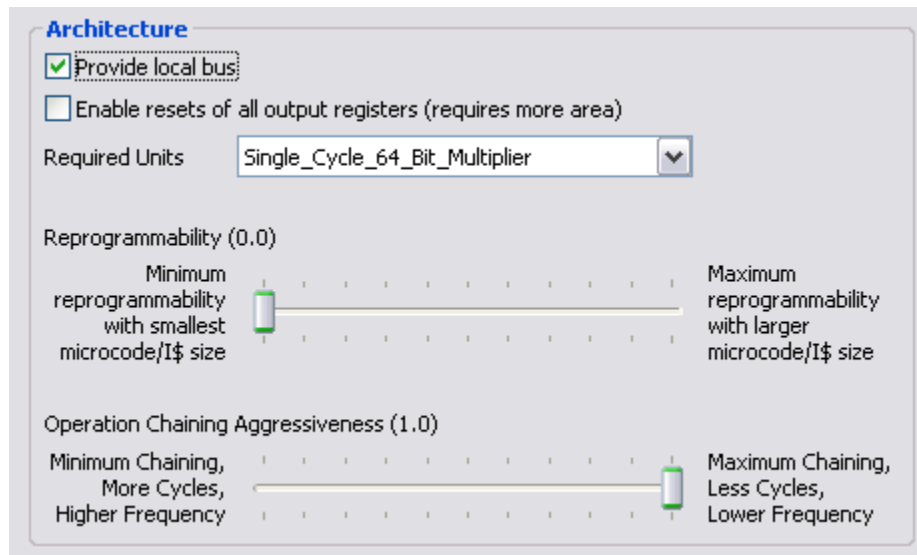 Architecture
Provide local bus
Enable resets of all output registers (requires more area)
Required Units
Single_Cycle_64_Bit_Multiplier
Reprogrammability (0.0)
Minimum
reprogrammability
with smallest
microcode/I$ size
Maximum
reprogrammability
with larger
microcode/I$ size
Operation Chaining Aggressiveness (1.0)
Minimum Chaining,
More Cycles,
Higher Frequency
Maximum Chaining,
Less Cycles,
Lower Frequency